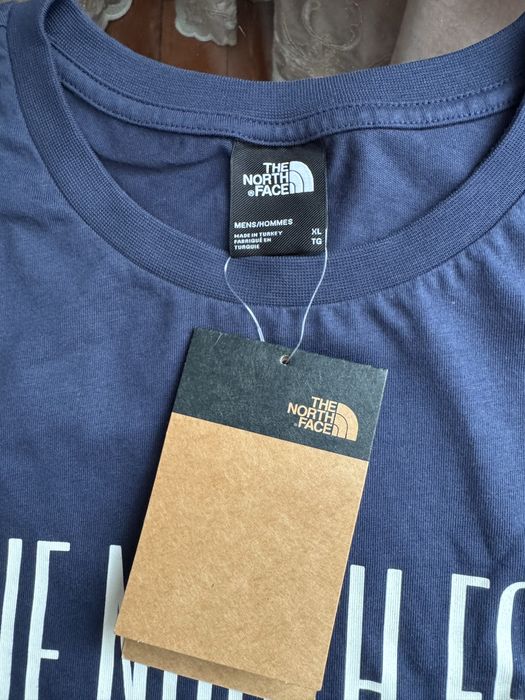 THE
NORTH
FACE
MENS/HOMMES XL
MADE IN TURKEY TG
FABRIQUÉ EN
TURQUIE
THE
NORTH
FACE